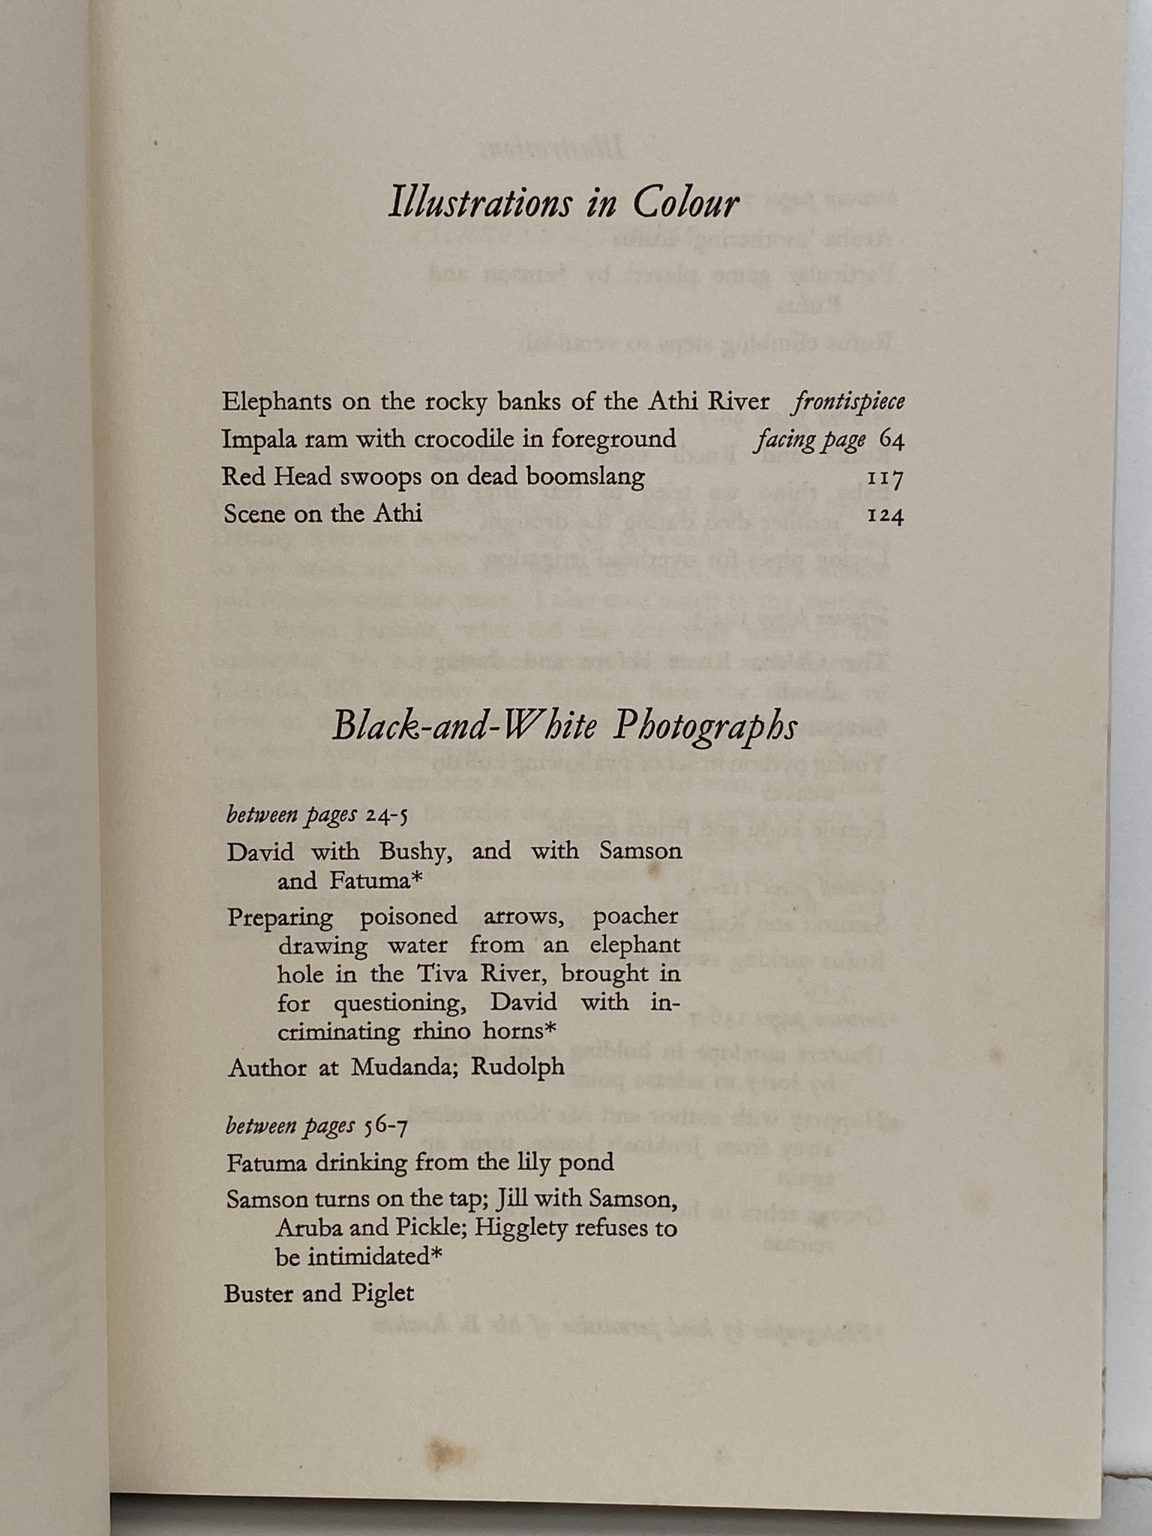 Illustrations in Colour
Elephants on the rocky banks of the Athi River frontispiece
Impala ram with crocodile in foreground facing page 64
Red Head swoops on dead boomslang 117
Scene on the Athi 124
Black-and-White Photographs
between pages 24-5
David with Bushy, and with Samson
and Fatuma*
Preparing poisoned arrows, poacher
drawing water from an elephant
hole in the Tiva River, brought in
for questioning, David with in-
criminating rhino horns*
Author at Mudanda; Rudolph
between pages 56-7
Fatuma drinking from the lily pond
Samson turns on the tap; Jill with Samson,
Aruba and Pickle; Higglety refuses to
be intimidated*
Buster and Piglet